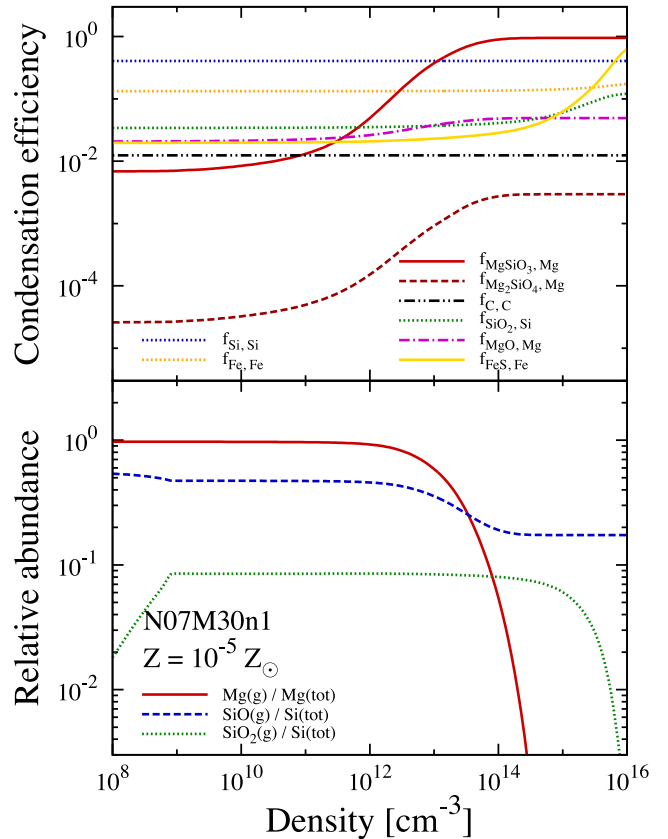 Condensation efficiency
10^0
10^-2
10^-4
f_MgSiO3, Mg
f_Mg2SiO4, Mg
f_C, C
f_Si, Si
f_SiO2, Si
f_Fe, Fe
f_MgO, Mg
f_FeS, Fe
Relative abundance
10^0
10^-1
10^-2
N07M30n1
Z = 10^-5 Z_⊙
Mg(g) / Mg(tot)
SiO(g) / Si(tot)
SiO2(g) / Si(tot)
10^8 10^10 10^12 10^14 10^16
Density [cm^-3]